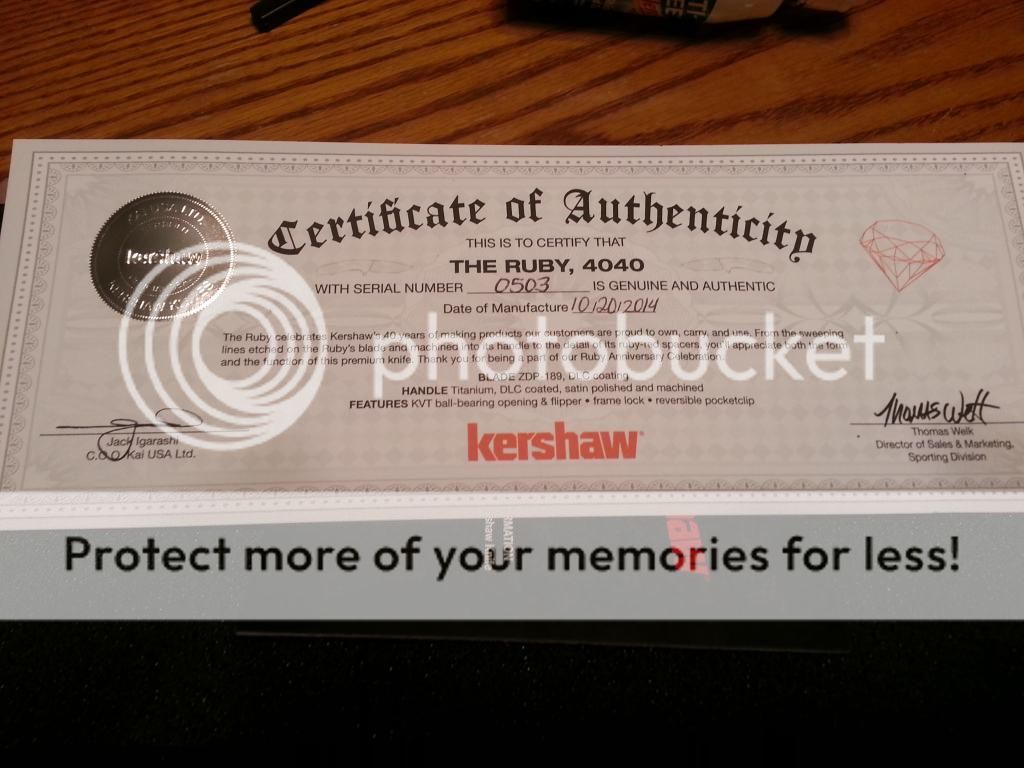 Certificate of Authenticity
THIS IS TO CERTIFY THAT
THE RUBY, 4040
WITH SERIAL NUMBER 0503 IS GENUINE AND AUTHENTIC
Date of Manufacture 10/20/2014
The Ruby celebrates Kershaw's 40 years of making products our customers are proud to own, carry, and use. From the sweeping
lines etched on the Ruby's blade and machined into its handle to the detail of its ruby-red spacers, you'll appreciate both the form
and the function of this premium knife. Thank you for being a part of our Ruby Anniversary Celebration.
photobucket
BLADE ZDP-189, DLC coating
HANDLE Titanium, DLC coated, satin polished and machined
FEATURES KVT ball-bearing opening & flipper • frame lock • reversible pocketclip
Jack Igarashi
C.O.O. Kai USA Ltd.
kershaw
Thomas Welk
Thomas Welk
Director of Sales & Marketing,
Sporting Division
Protect more of your memories for less!